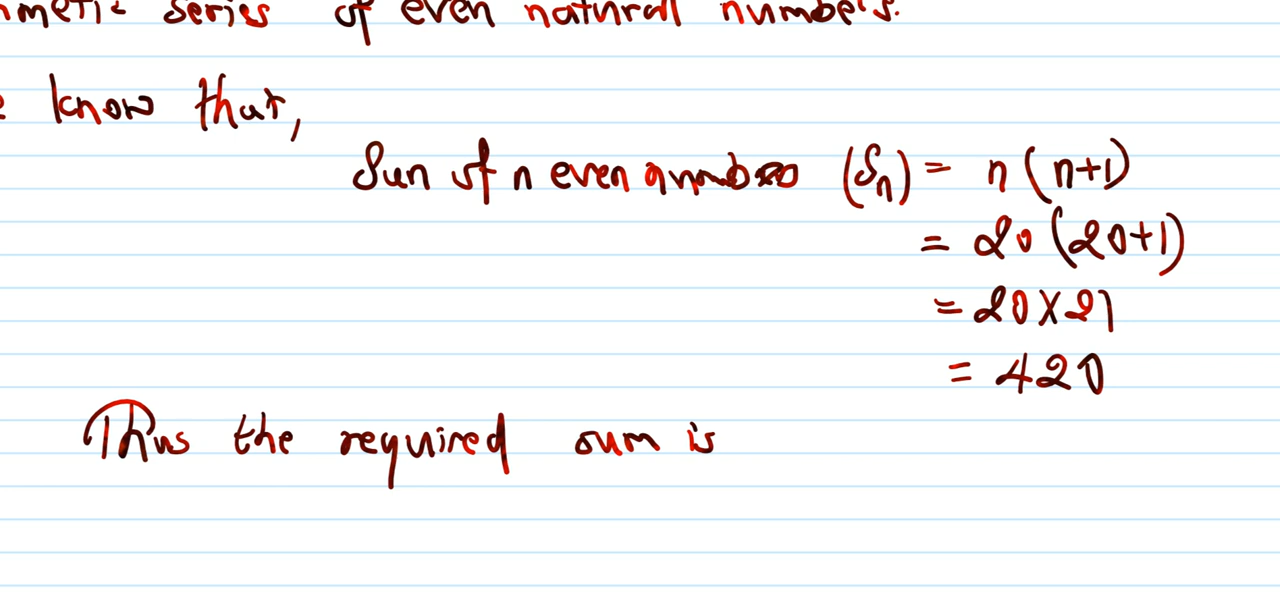 metic series of even natural numbers.
e know that,
Sum of n even numbers (Sn) = n(n+1)
= 20(20+1)
= 20×21
= 420
Thus the required sum is